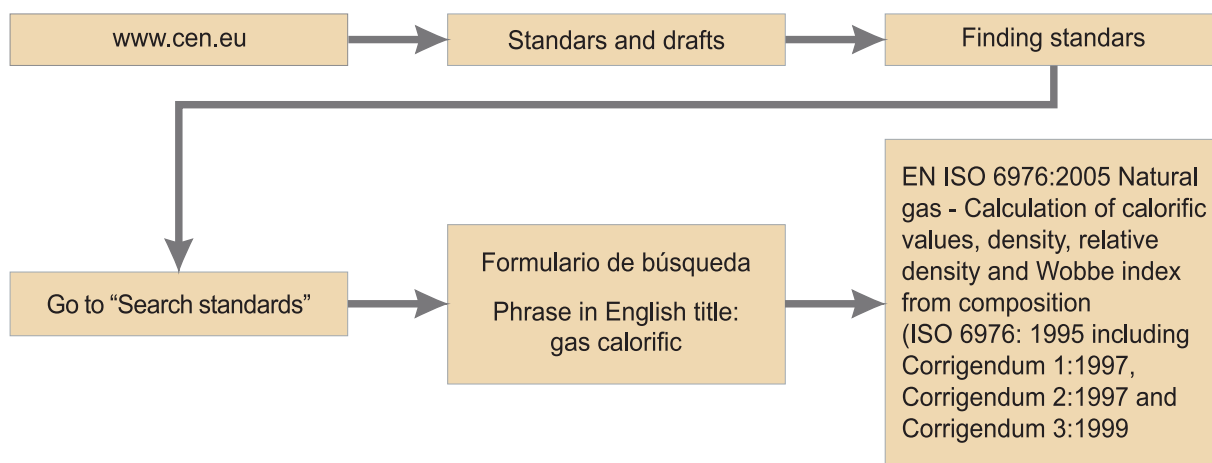 www.cen.eu
Standars and drafts
Finding standars
Go to “Search standards”
Formulario de búsqueda
Phrase in English title:
gas calorific
EN ISO 6976:2005 Natural
gas - Calculation of calorific
values, density, relative
density and Wobbe index
from composition
(ISO 6976: 1995 including
Corrigendum 1:1997,
Corrigendum 2:1997 and
Corrigendum 3:1999